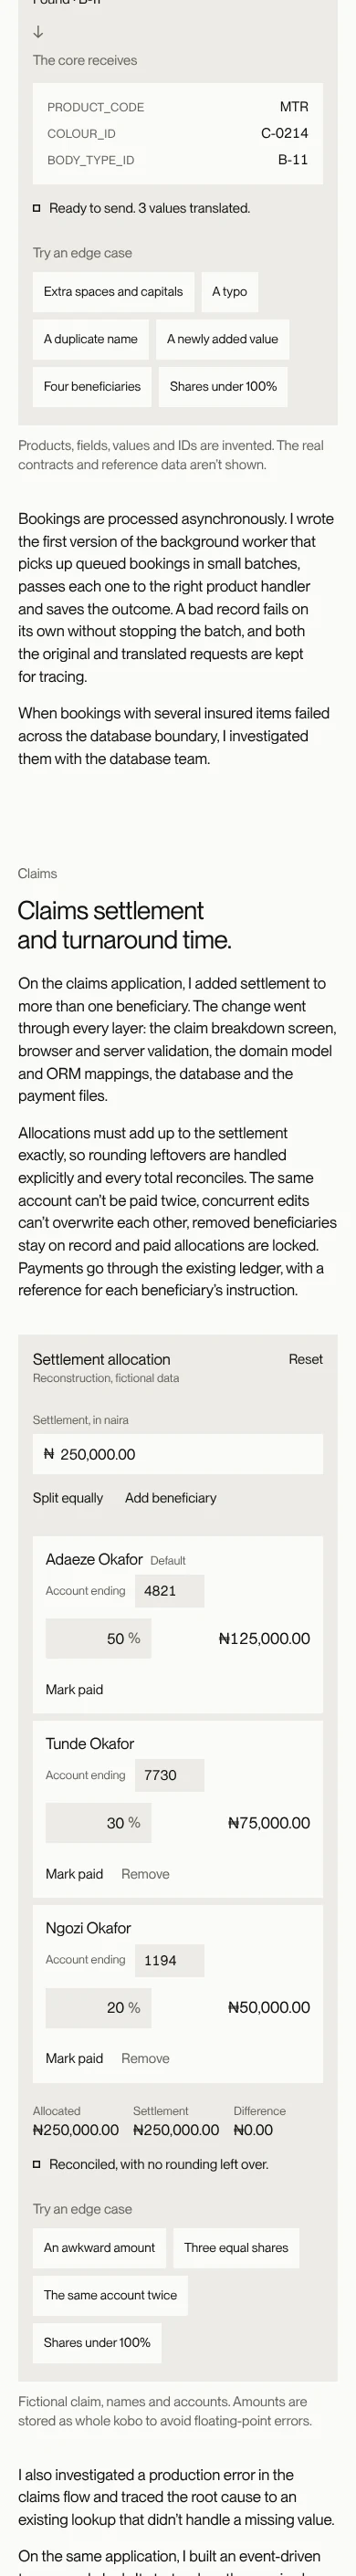 Found · B-11
↓
The core receives
PRODUCT_CODE MTR
COLOUR_ID C-0214
BODY_TYPE_ID B-11
Ready to send. 3 values translated.
Try an edge case
Extra spaces and capitals A typo
A duplicate name A newly added value
Four beneficiaries Shares under 100%
Products, fields, values and IDs are invented. The real
contracts and reference data aren't shown.
Bookings are processed asynchronously. I wrote
the first version of the background worker that
picks up queued bookings in small batches,
passes each one to the right product handler
and saves the outcome. A bad record fails on
its own without stopping the batch, and both
the original and translated requests are kept
for tracing.
When bookings with several insured items failed
across the database boundary, I investigated
them with the database team.
Claims
Claims settlement
and turnaround time.
On the claims application, I added settlement to
more than one beneficiary. The change went
through every layer: the claim breakdown screen,
browser and server validation, the domain model
and ORM mappings, the database and the
payment files.
Allocations must add up to the settlement
exactly, so rounding leftovers are handled
explicitly and every total reconciles. The same
account can't be paid twice, concurrent edits
can't overwrite each other, removed beneficiaries
stay on record and paid allocations are locked.
Payments go through the existing ledger, with a
reference for each beneficiary's instruction.
Settlement allocation Reset
Reconstruction, fictional data
Settlement, in naira
₦ 250,000.00
Split equally Add beneficiary
Adaeze Okafor Default
Account ending 4821
50 % ₦125,000.00
Mark paid
Tunde Okafor
Account ending 7730
30 % ₦75,000.00
Mark paid Remove
Ngozi Okafor
Account ending 1194
20 % ₦50,000.00
Mark paid Remove
Allocated Settlement Difference
₦250,000.00 ₦250,000.00 ₦0.00
Reconciled, with no rounding left over.
Try an edge case
An awkward amount Three equal shares
The same account twice
Shares under 100%
Fictional claim, names and accounts. Amounts are
stored as whole kobo to avoid floating-point errors.
I also investigated a production error in the
claims flow and traced the root cause to an
existing lookup that didn't handle a missing value.
On the same application, I built an event-driven